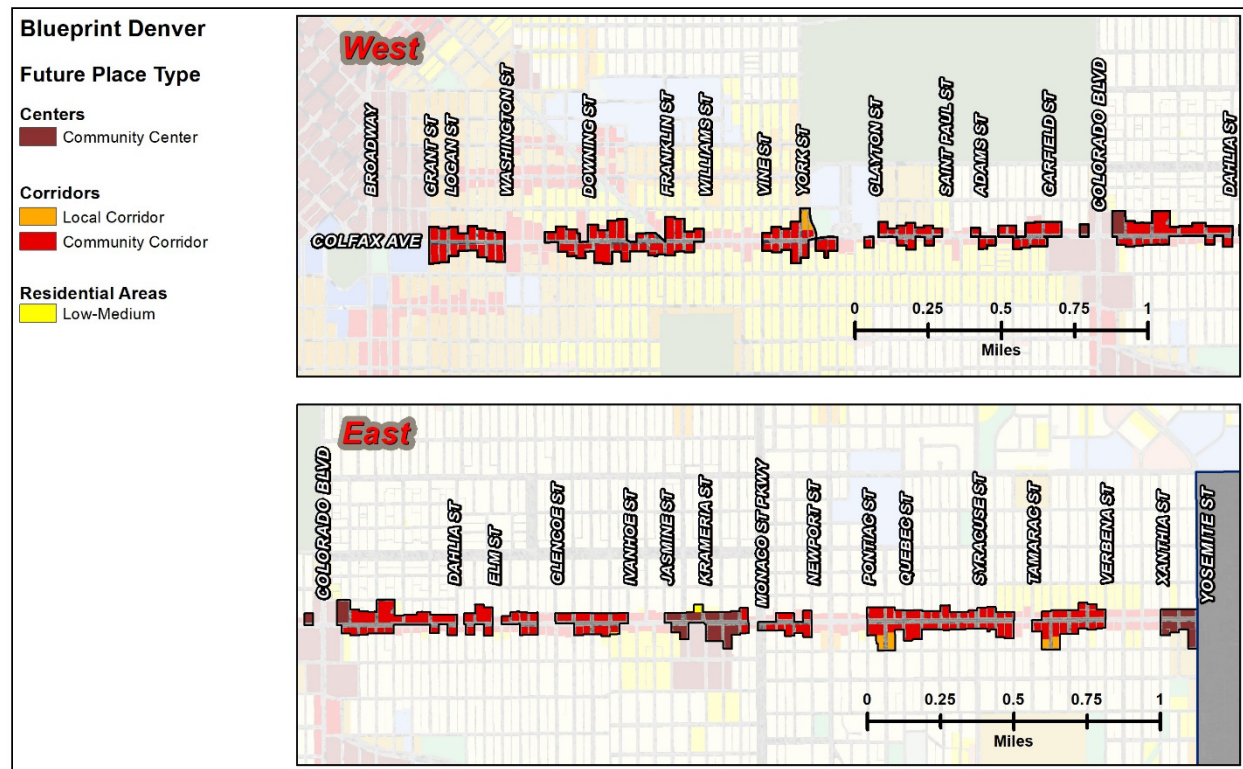 Blueprint Denver
Future Place Type
Centers
Community Center
Corridors
Local Corridor
Community Corridor
Residential Areas
Low-Medium
West
BROADWAY
GRANT ST
LOGAN ST
WASHINGTON ST
DOWNING ST
FRANKLIN ST
WILLIAMS ST
VINE ST
YORK ST
CLAYTON ST
SAINT PAUL ST
ADAMS ST
GARFIELD ST
COLORADO BLVD
DAHLIA ST
COLFAX AVE
0 0.25 0.5 0.75 1
Miles
East
COLORADO BLVD
DAHLIA ST
ELM ST
GLENCOE ST
IVANHOE ST
JASMINE ST
KRAMERIA ST
MONACO ST PKWY
NEWPORT ST
PONTIAC ST
QUEBEC ST
SYRACUSE ST
TAMARAC ST
VERBENA ST
XANTHIA ST
YOSEMITE ST
0 0.25 0.5 0.75 1
Miles